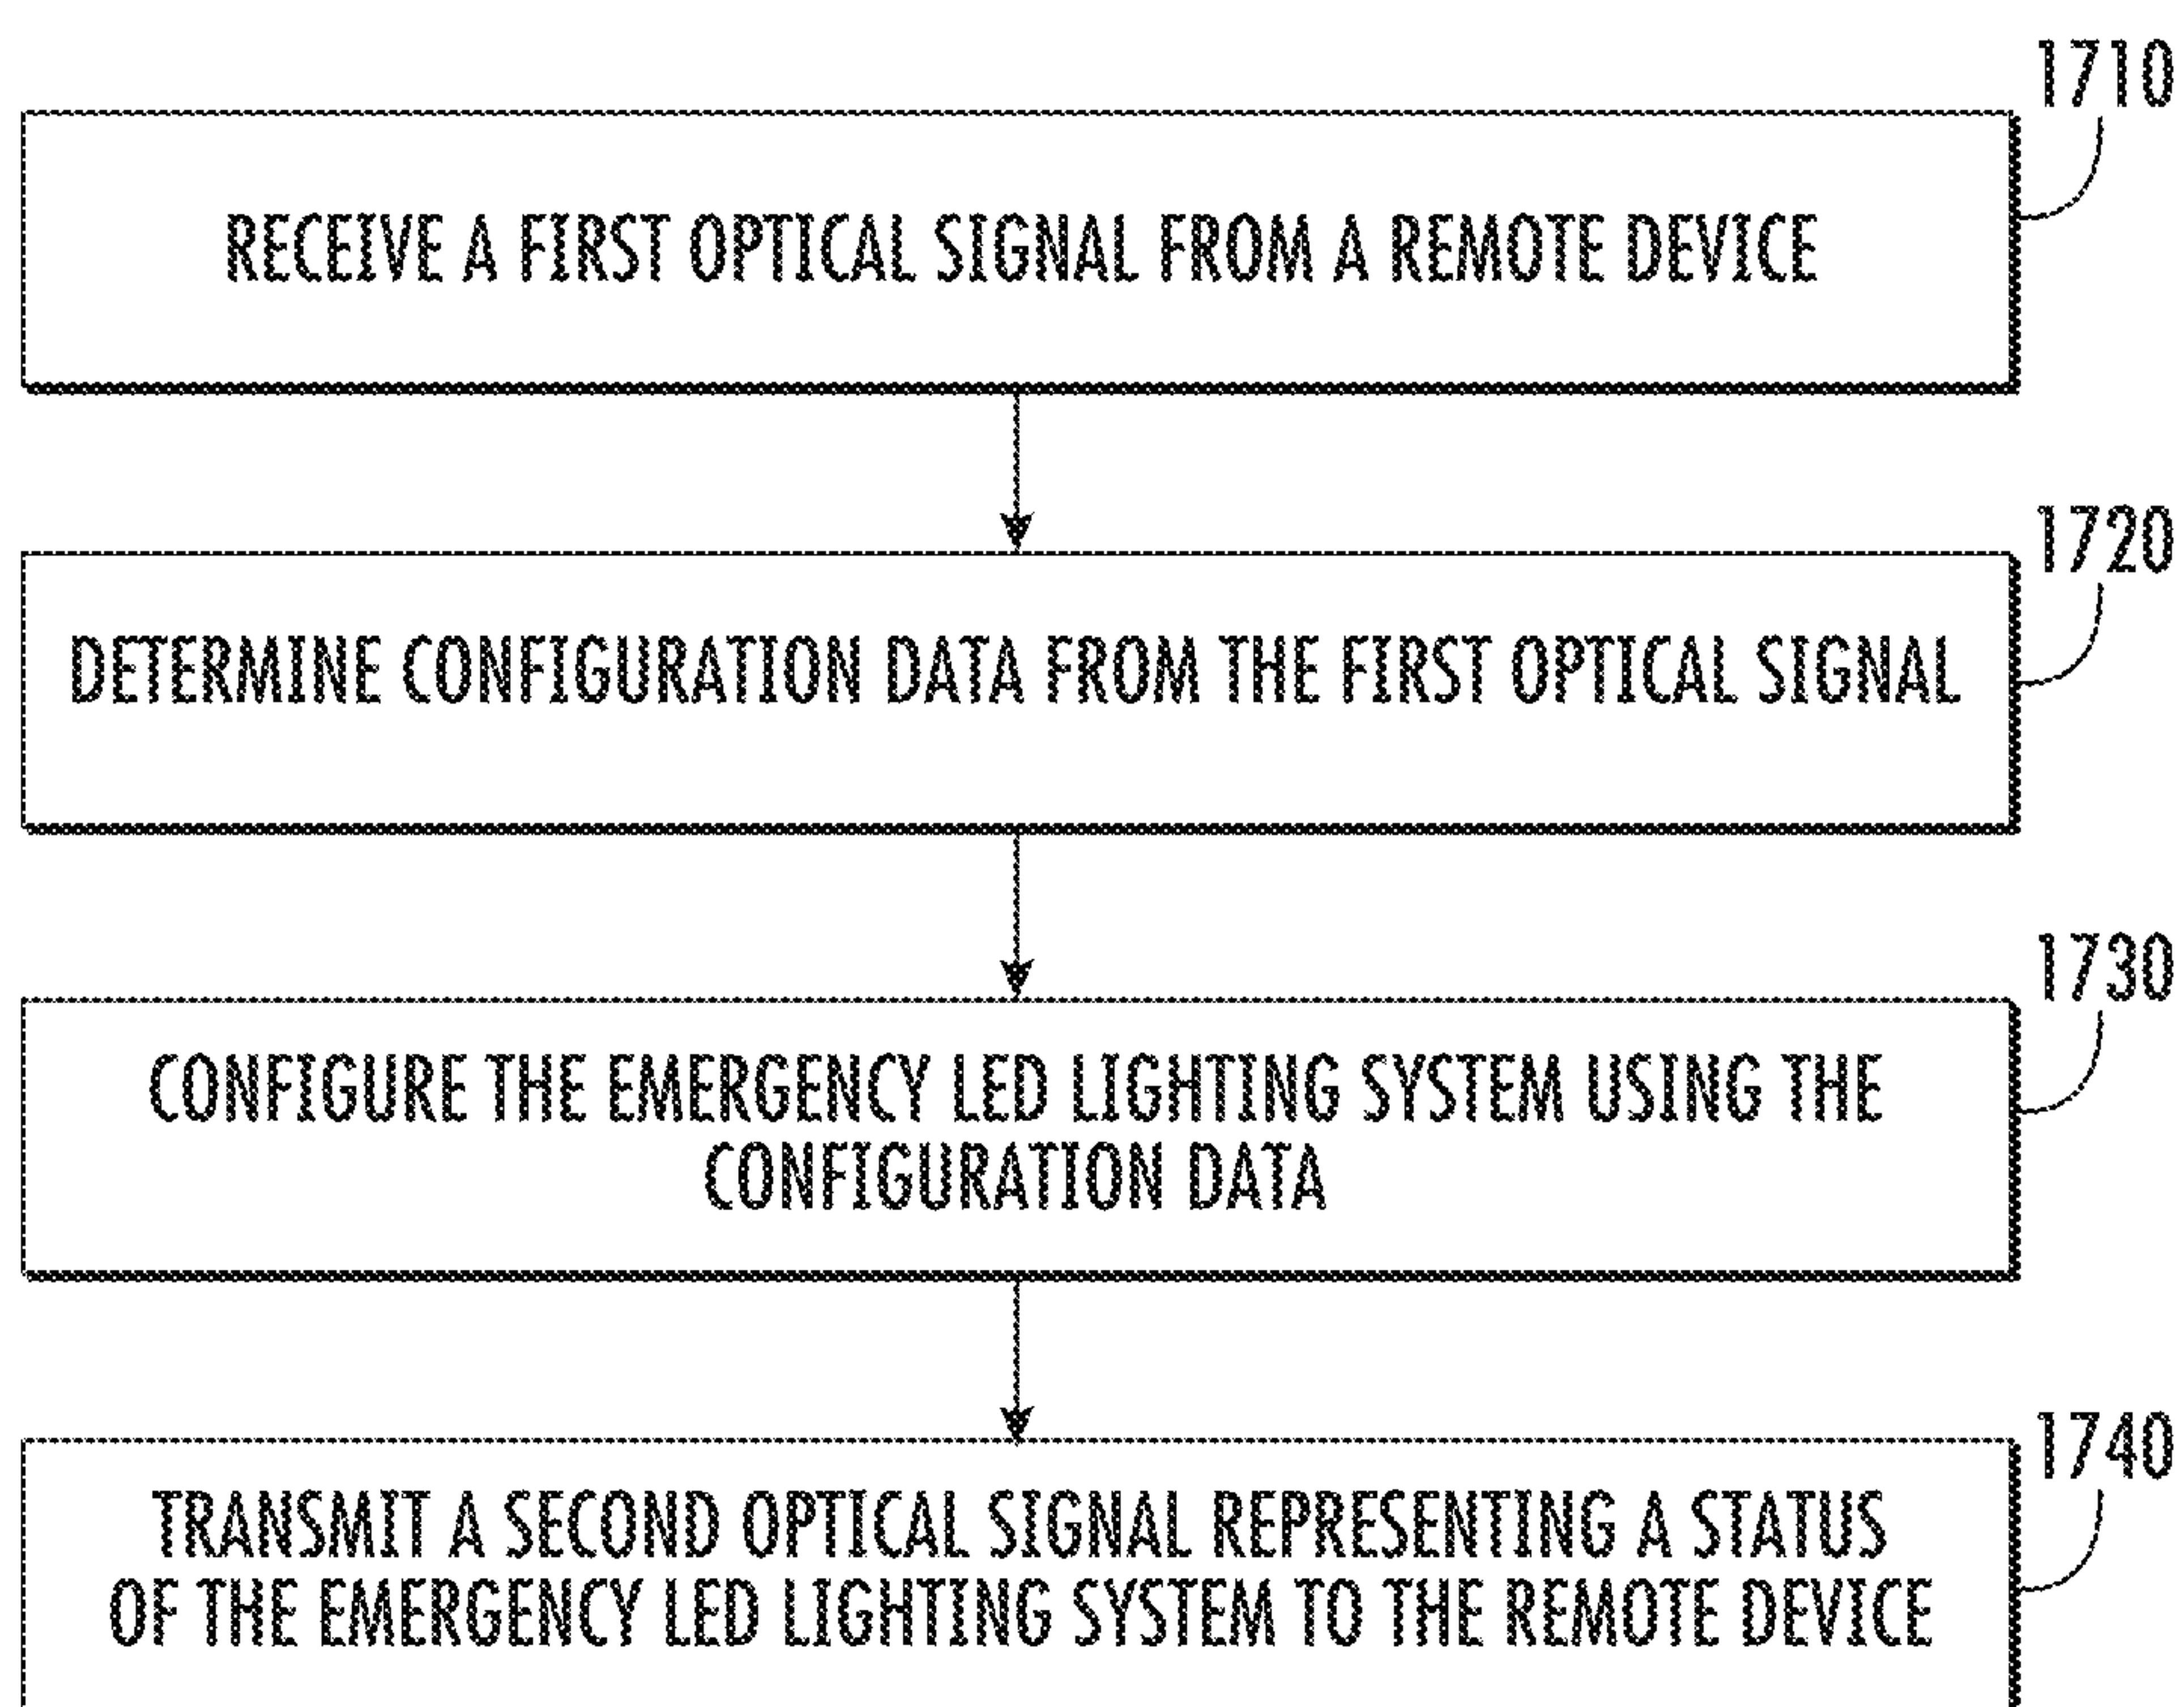 1710
RECEIVE A FIRST OPTICAL SIGNAL FROM A REMOTE DEVICE
1720
DETERMINE CONFIGURATION DATA FROM THE FIRST OPTICAL SIGNAL
1730
CONFIGURE THE EMERGENCY LED LIGHTING SYSTEM USING THE
CONFIGURATION DATA
1740
TRANSMIT A SECOND OPTICAL SIGNAL REPRESENTING A STATUS
OF THE EMERGENCY LED LIGHTING SYSTEM TO THE REMOTE DEVICE